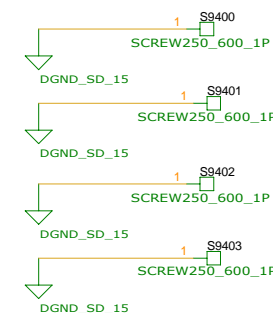 1 S9400
SCREW250_600_1P
DGND_SD_15
1 S9401
SCREW250_600_1P
DGND_SD_15
1 S9402
SCREW250_600_1P
DGND_SD_15
1 S9403
SCREW250_600_1P
DGND_SD_15